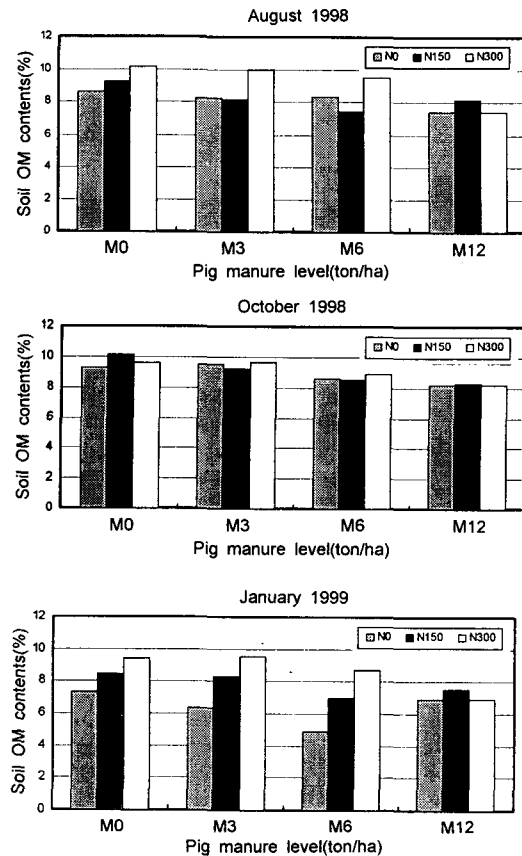 August 1998
Soil OM contents(%)
12
10
8
6
4
2
0
N0 N150 N300
M0 M3 M6 M12
Pig manure level(ton/ha)
October 1998
Soil OM contents(%)
12
10
8
6
4
2
0
N0 N150 N300
M0 M3 M6 M12
Pig manure level(ton/ha)
January 1999
Soil OM contents(%)
12
10
8
6
4
2
0
N0 N150 N300
M0 M3 M6 M12
Pig manure level(ton/ha)